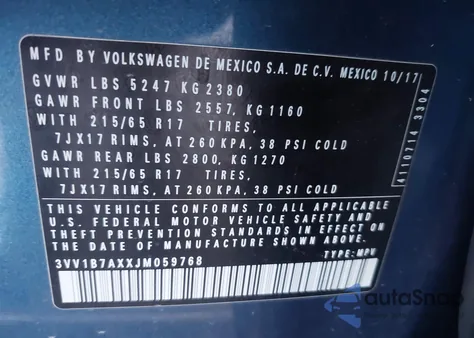 MFD. BY VOLKSWAGEN DE MEXICO S.A. DE C.V. MEXICO 10/17
GVWR LBS 5247 KG 2380
GAWR FRONT LBS 2557, KG 1160
WITH 215/65 R17 TIRES,
7JX17 RIMS, AT 260 KPA, 38 PSI COLD
GAWR REAR LBS 2800, KG 1270
WITH 215/65 R17 TIRES,
7JX17 RIMS, AT 260 KPA, 38 PSI COLD
THIS VEHICLE CONFORMS TO ALL APPLICABLE
U.S. FEDERAL MOTOR VEHICLE SAFETY AND
THEFT PREVENTION STANDARDS IN EFFECT ON
THE DATE OF MANUFACTURE SHOWN ABOVE.
3VV1B7AXXJM059768 TYPE: MPV
4110714 3304